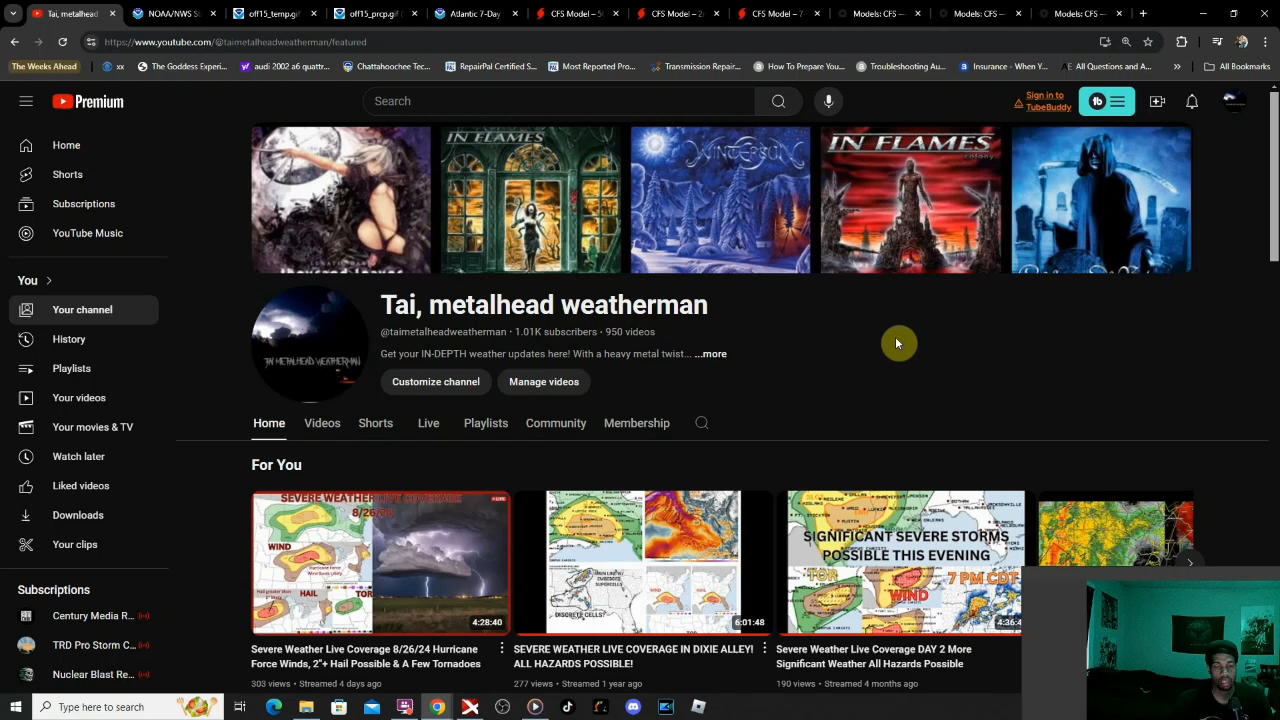 Tai, metalhead
NOAA/NWS St
off15_temp.gif
off15_prcp.gif
Atlantic 7-Day
CFS Model – 5
CFS Model – 2
CFS Model – 7-
Models: CFS —
Models: CFS —
Models: CFS —
https://www.youtube.com/@taimetalheadweatherman/featured
The Weeks Ahead
xx
The Goddess Experi...
audi 2002 a6 quattr...
Chattahoochee Tec...
RepairPal Certified S...
Most Reported Pro...
Transmission Repair...
How To Prepare You...
Troubleshooting Au...
Insurance - When Y...
AE All Questions and A...
All Bookmarks
Premium
Search
Sign in to
TubeBuddy
Home
Shorts
Subscriptions
YouTube Music
You
Your channel
History
Playlists
Your videos
Your movies & TV
Watch later
Liked videos
Downloads
Your clips
Subscriptions
Century Media R...
TRD Pro Storm C...
Nuclear Blast Re...
IN FLAMES
WINTERSUN
IN FLAMES
colony
Tai, metalhead weatherman
@taimetalheadweatherman • 1.01K subscribers • 950 videos
Get your IN-DEPTH weather updates here! With a heavy metal twist... ...more
Customize channel
Manage videos
TAI METALHEAD WEATHERMAN
Home
Videos
Shorts
Live
Playlists
Community
Membership
For You
SEVERE WEATHER LIVE COVERAGE
8/26/24
WIND
HAIL
TOR
4:28:40
DISCRETE CELLS?
6:01:48
SIGNIFICANT SEVERE STORMS
POSSIBLE THIS EVENING
TOR
7 PM CDT
WIND
4:36:4
Severe Weather Live Coverage 8/26/24 Hurricane
Force Winds, 2"+ Hail Possible & A Few Tornadoes
303 views • Streamed 4 days ago
SEVERE WEATHER LIVE COVERAGE IN DIXIE ALLEY!
ALL HAZARDS POSSIBLE!
277 views • Streamed 1 year ago
Severe Weather Live Coverage DAY 2 More
Significant Weather All Hazards Possible
190 views • Streamed 4 months ago
Type here to search